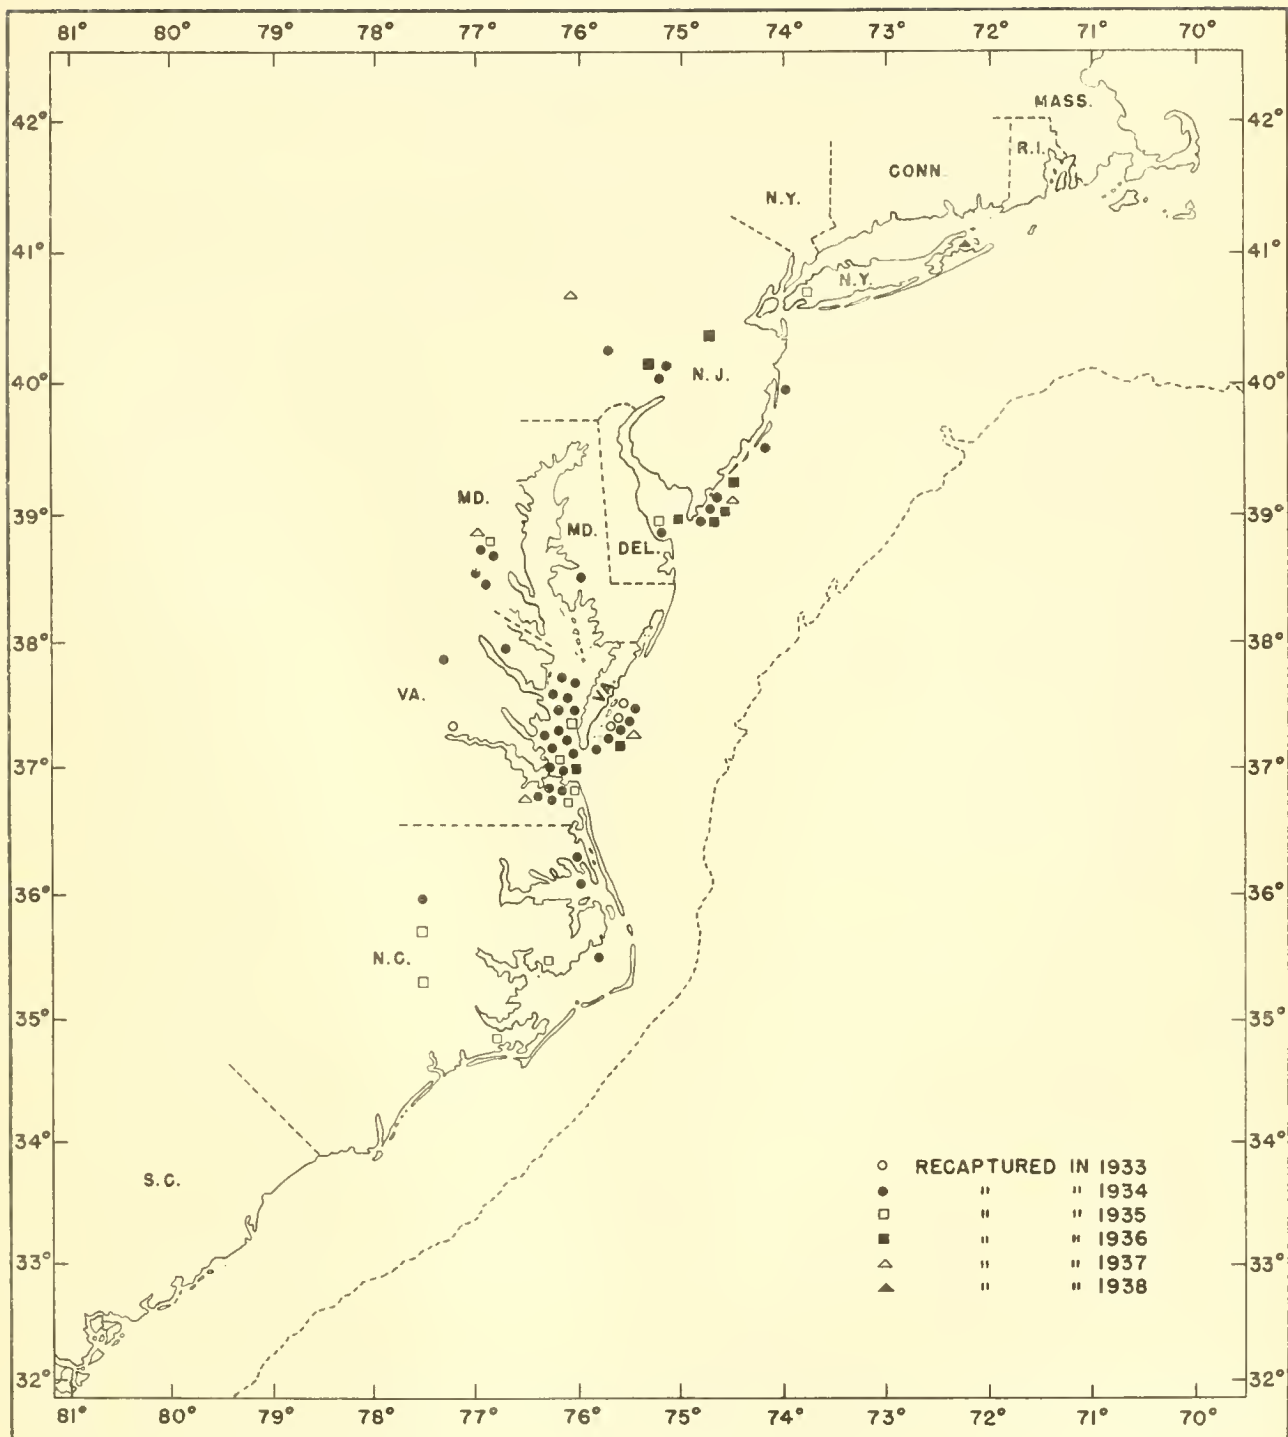 81° 80° 79° 78° 77° 76° 75° 74° 73° 72° 71° 70°
MASS.
42° 42°
R.I.
CONN.
N.Y.
41° 41°
N.Y.
N.J.
40° 40°
MD.
39° 39°
MD.
DEL.
38° 38°
VA.
VA.
37° 37°
36° 36°
N.C.
35° 35°
34° 34°
S.C.
○ RECAPTURED IN 1933
● " " 1934
□ " " 1935
■ " " 1936
△ " " 1937
▲ " " 1938
33° 33°
32° 32°
81° 80° 79° 78° 77° 76° 75° 74° 73° 72° 71° 70°